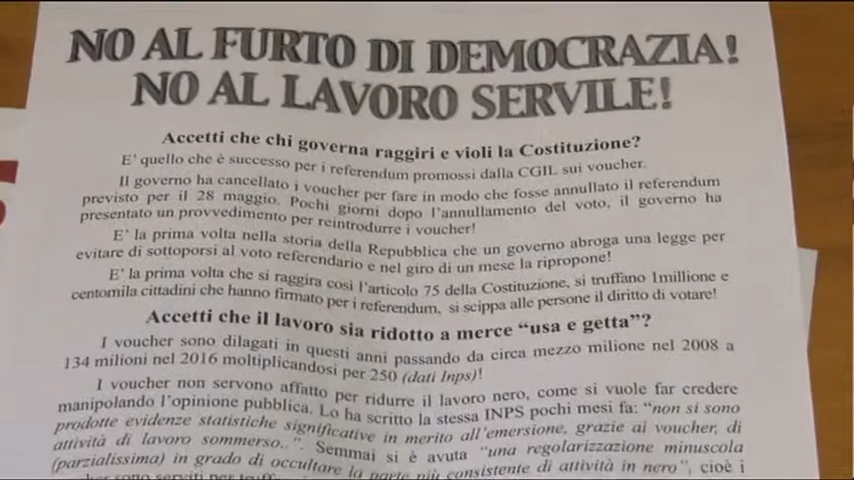 NO AL FURTO DI DEMOCRAZIA!
NO AL LAVORO SERVILE!
Accetti che chi governa raggiri e violi la Costituzione?
E' quello che è successo per i referendum promossi dalla CGIL sui voucher.
Il governo ha cancellato i voucher per fare in modo che fosse annullato il referendum
previsto per il 28 maggio. Pochi giorni dopo l'annullamento del voto, il governo ha
presentato un provvedimento per reintrodurre i voucher!
E' la prima volta nella storia della Repubblica che un governo abroga una legge per
evitare di sottoporsi al voto referendario e nel giro di un mese la ripropone!
E' la prima volta che si raggira così l'articolo 75 della Costituzione, si truffano 1milione e
centomila cittadini che hanno firmato per i referendum, si scippa alle persone il diritto di votare!
Accetti che il lavoro sia ridotto a merce "usa e getta"?
I voucher sono dilagati in questi anni passando da circa mezzo milione nel 2008 a
134 milioni nel 2016 moltiplicandosi per 250 (dati Inps)!
I voucher non servono affatto per ridurre il lavoro nero, come si vuole far credere
manipolando l'opinione pubblica. Lo ha scritto la stessa INPS pochi mesi fa: "non si sono
prodotte evidenze statistiche significative in merito all'emersione, grazie ai voucher, di
attività di lavoro sommerso..". Semmai si è avuta "una regolarizzazione minuscola
(parzialissima) in grado di occultare la parte più consistente di attività in nero", cioè i